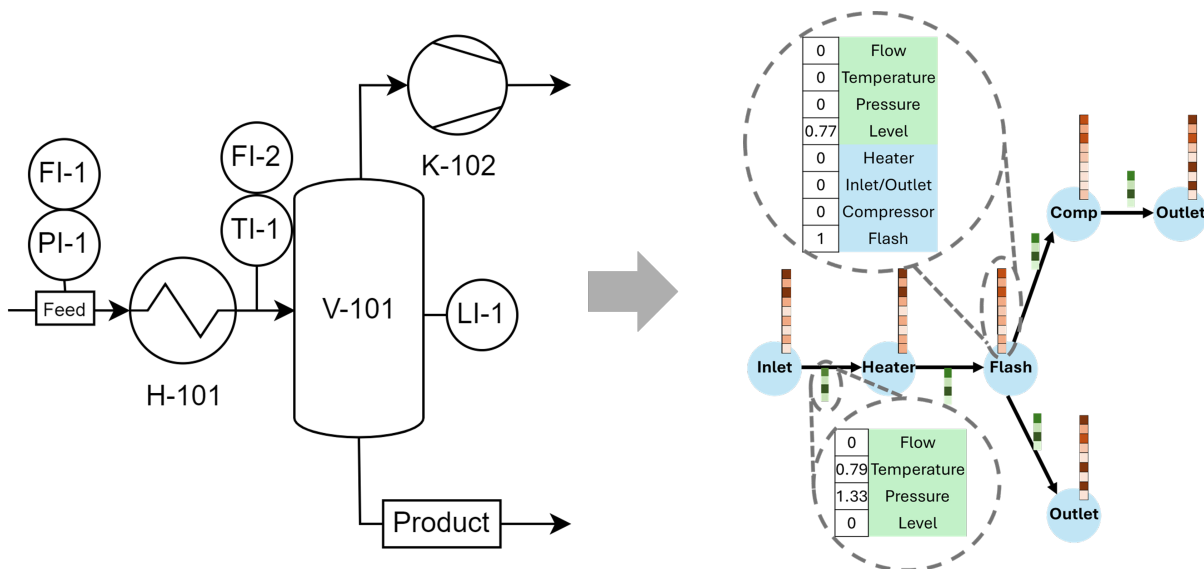 FI-1
PI-1
Feed
H-101
FI-2
TI-1
V-101
LI-1
K-102
Product
0 Flow
0 Temperature
0 Pressure
0.77 Level
0 Heater
0 Inlet/Outlet
0 Compressor
1 Flash
Comp
Outlet
Inlet
Heater
Flash
Outlet
0 Flow
0.79 Temperature
1.33 Pressure
0 Level